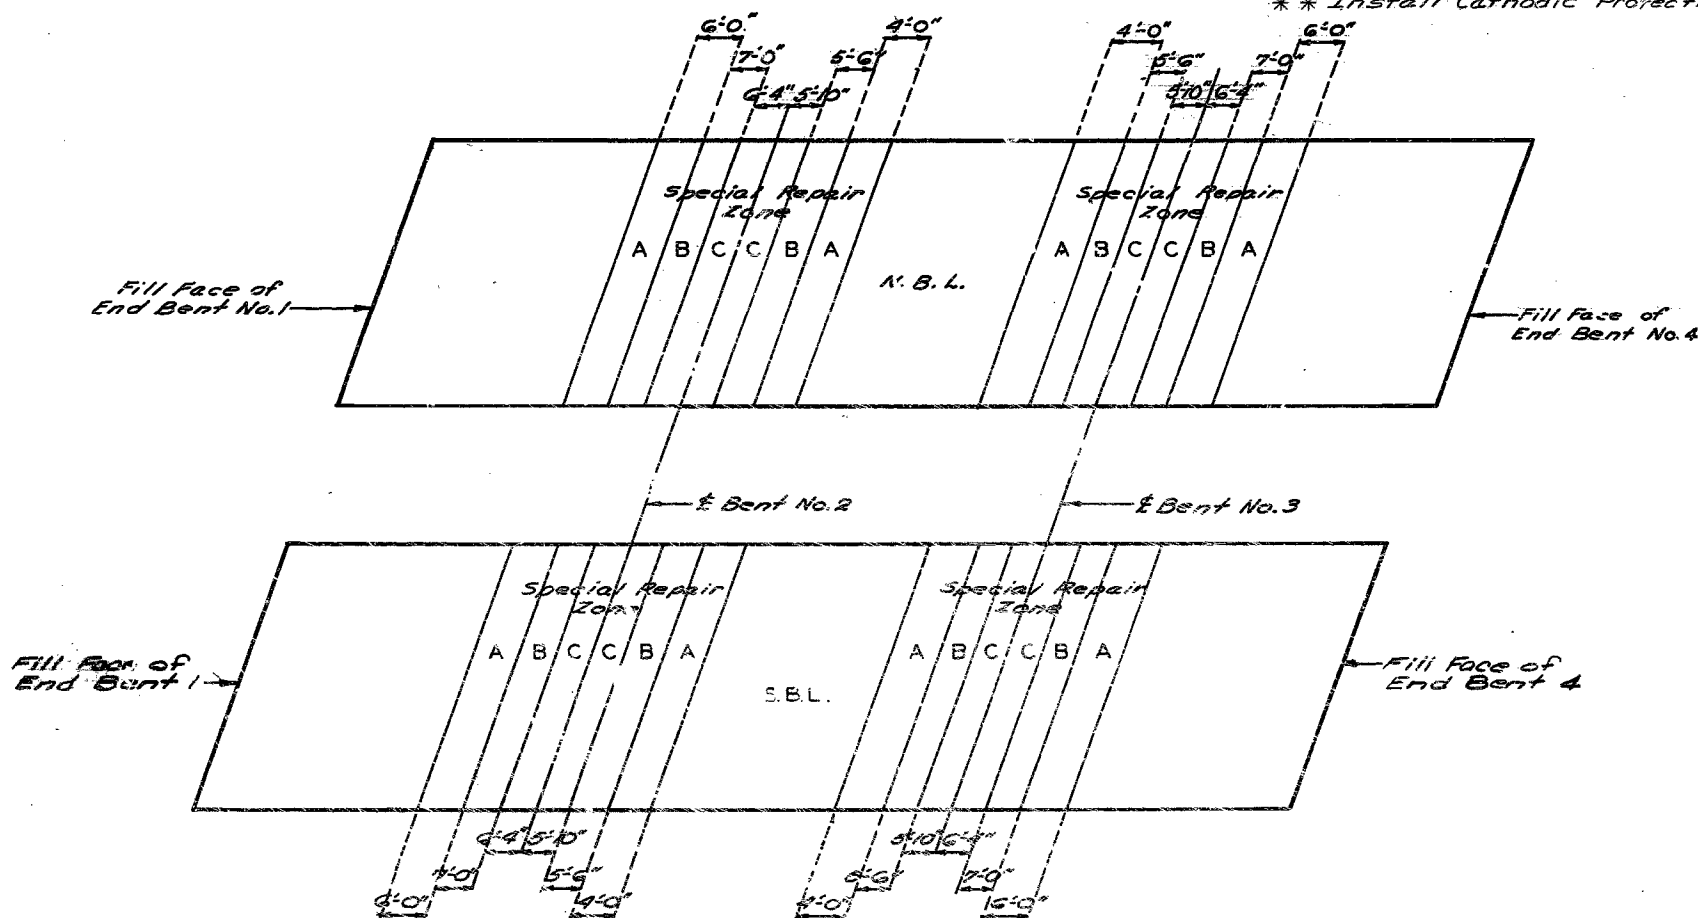 ** Install Cathodic Protect
6'-0" 4'-0" 4'-0" 6'-0"
7'-0" 5'-6" 5'-6" 7'-0"
6'-4" 5'-10" 5'-10" 6'-4"
Special Repair
Zone
Special Repair
Zone
A B C C B A
A B C C B A
N.B.L.
Fill Face of
End Bent No.1
Fill Face of
End Bent No.4
℄ Bent No.2
℄ Bent No.3
Special Repair
Zone
Special Repair
Zone
A B C C B A
A B C C B A
S.B.L.
Fill Face of
End Bent 1
Fill Face of
End Bent 4
6'-4" 5'-10" 5'-10" 6'-4"
7'-0" 5'-6" 7'-0"
6'-0" 4'-0" 4'-0"